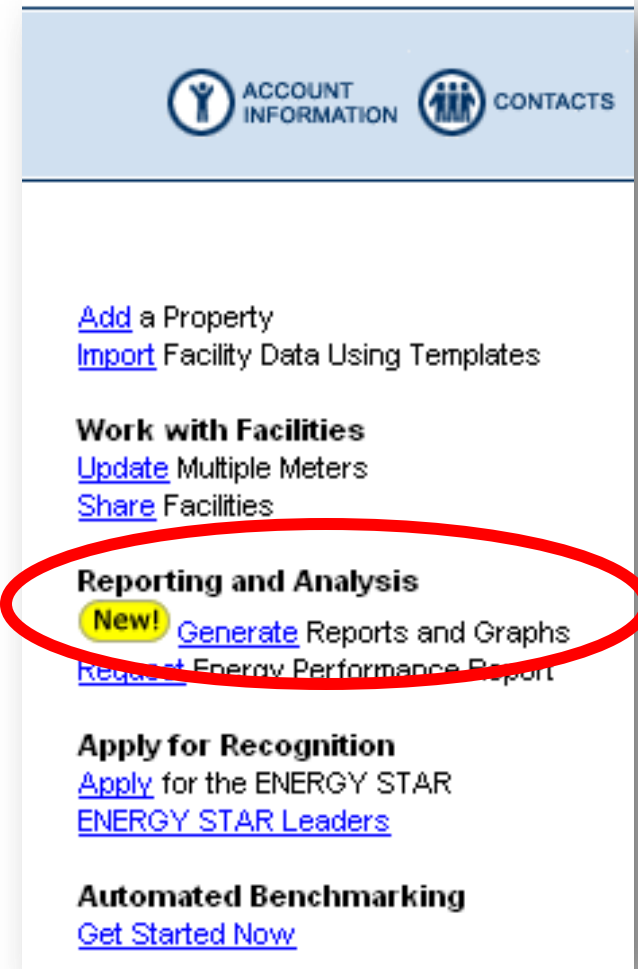 ACCOUNT
INFORMATION
CONTACTS
Add a Property
Import Facility Data Using Templates
Work with Facilities
Update Multiple Meters
Share Facilities
Reporting and Analysis
New! Generate Reports and Graphs
Request Energy Performance Report
Apply for Recognition
Apply for the ENERGY STAR
ENERGY STAR Leaders
Automated Benchmarking
Get Started Now